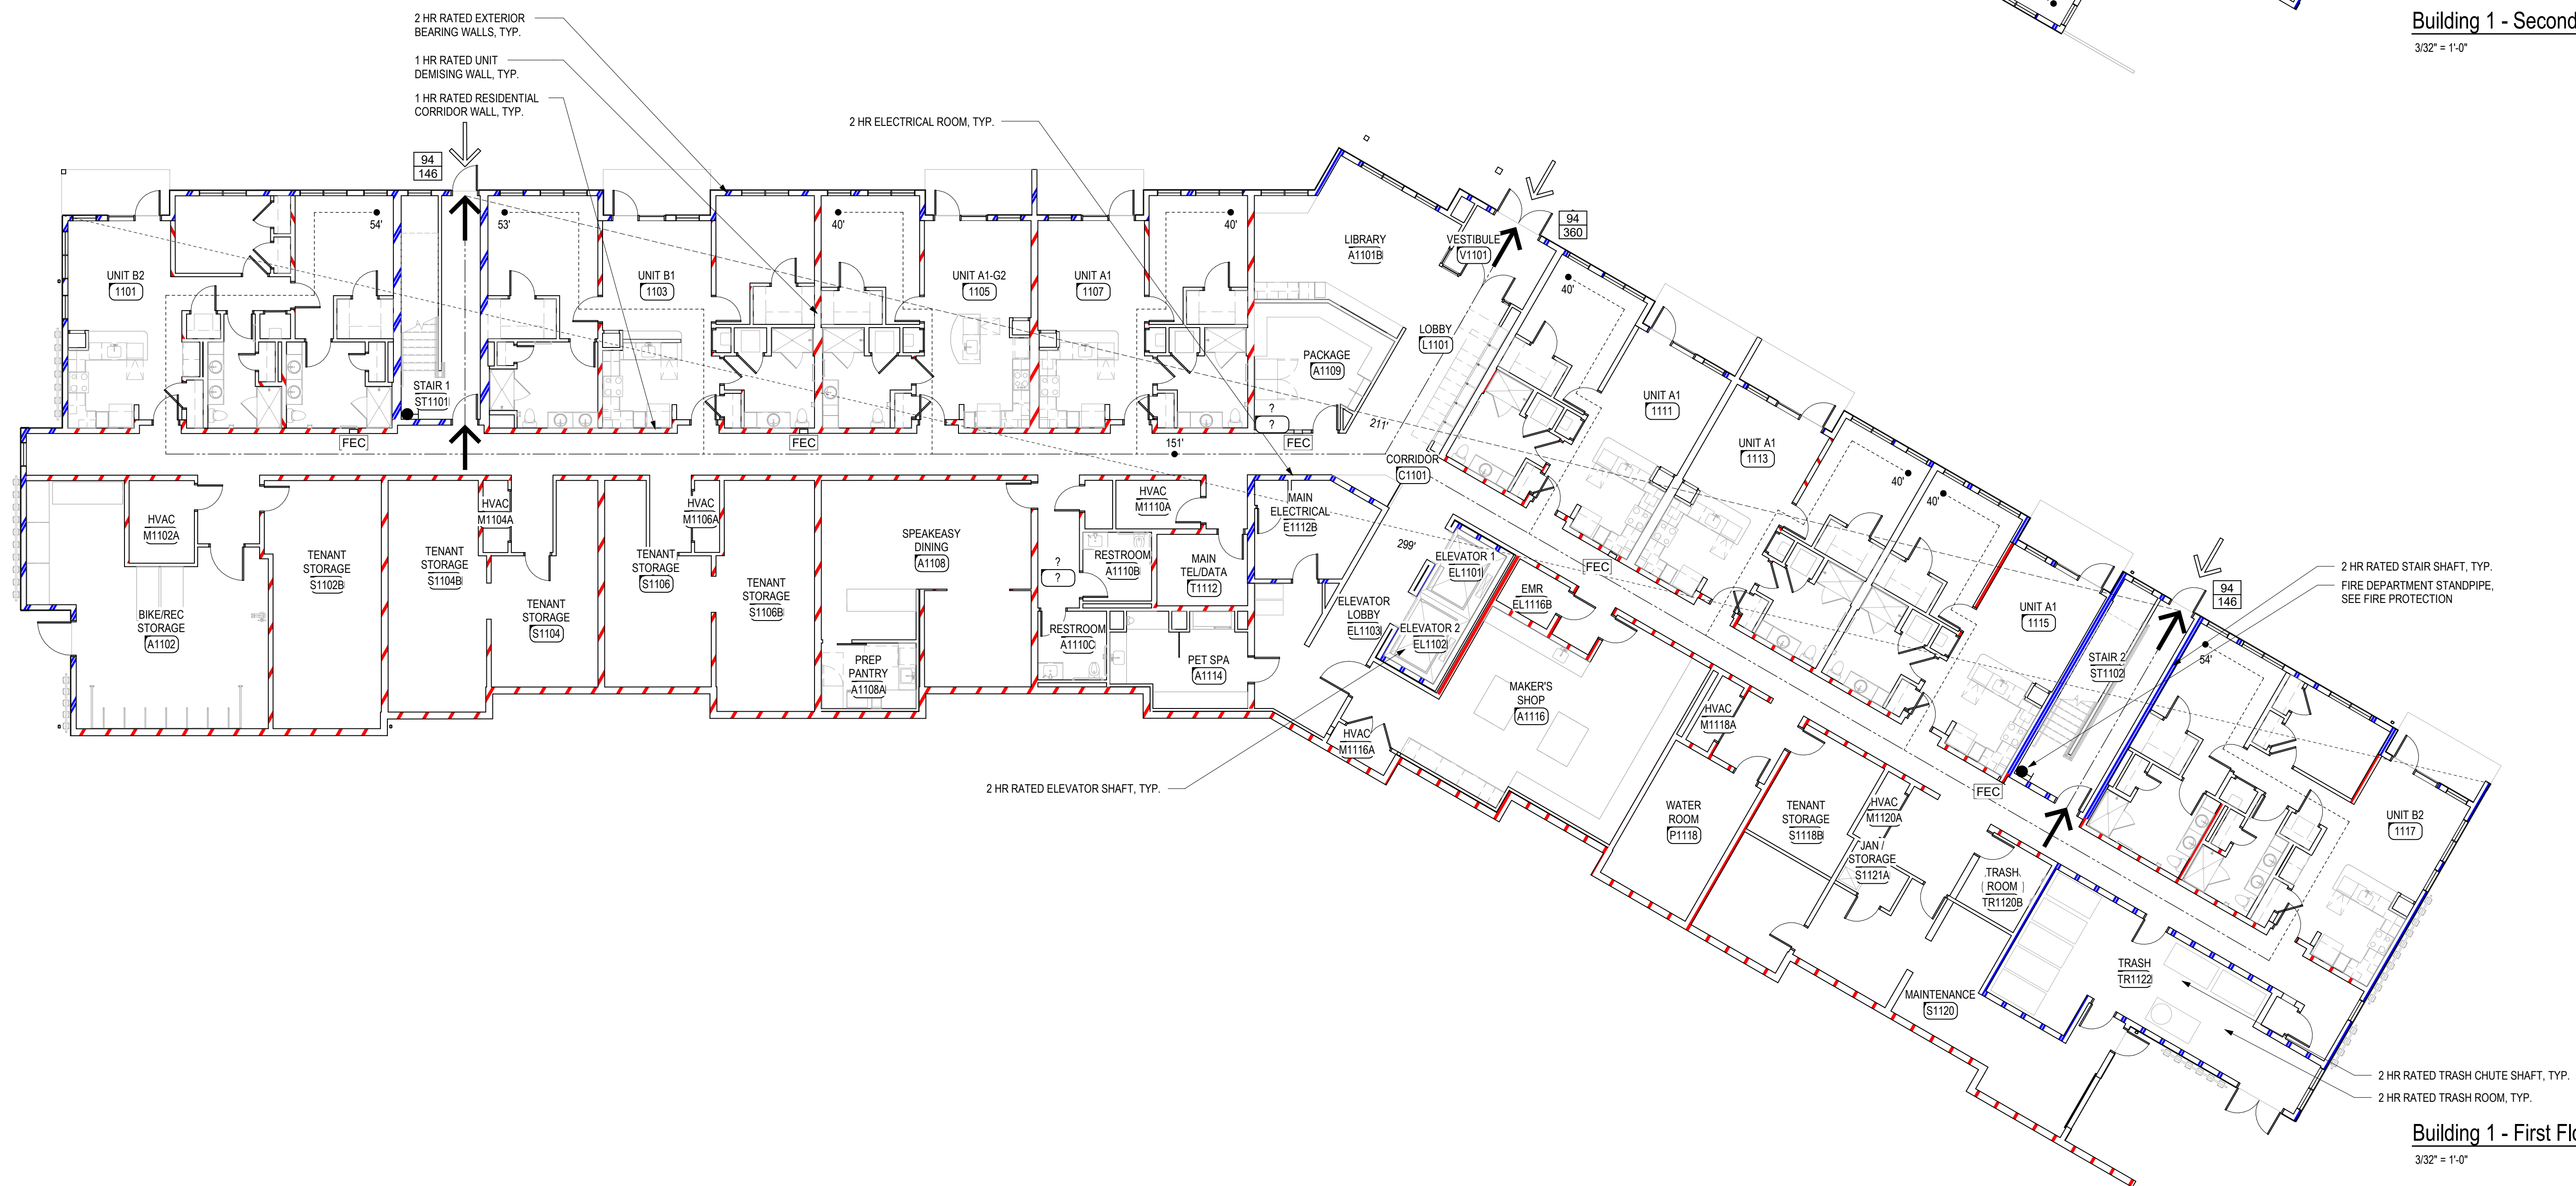 Building 1 - Second
3/32" = 1'-0"
2 HR RATED EXTERIOR
BEARING WALLS, TYP.
1 HR RATED UNIT
DEMISING WALL, TYP.
1 HR RATED RESIDENTIAL
CORRIDOR WALL, TYP.
2 HR ELECTRICAL ROOM, TYP.
94
146
94
360
54'
53'
40'
40'
40'
UNIT B2
1101
UNIT B1
1103
UNIT A1-G2
1105
UNIT A1
1107
LIBRARY
A1101B
VESTIBULE
V1101
LOBBY
L1101
PACKAGE
A1109
STAIR 1
ST1101
?
?
FEC
FEC
FEC
151'
211'
CORRIDOR
C1101
UNIT A1
1111
UNIT A1
1113
40'
40'
HVAC
M1102A
HVAC
M1104A
HVAC
M1106A
HVAC
M1110A
MAIN
ELECTRICAL
E1112B
TENANT
STORAGE
S1102B
TENANT
STORAGE
S1104B
TENANT
STORAGE
S1104
TENANT
STORAGE
S1106
TENANT
STORAGE
S1106B
SPEAKEASY
DINING
A1108
?
?
RESTROOM
A1110B
MAIN
TEL/DATA
T1112
299'
ELEVATOR 1
EL1101
FEC
EMR
EL1116B
BIKE/REC
STORAGE
A1102
ELEVATOR
LOBBY
EL1103
ELEVATOR 2
EL1102
RESTROOM
A1110C
PREP
PANTRY
A1108A
PET SPA
A1114
MAKER'S
SHOP
A1116
HVAC
M1116A
HVAC
M1118A
2 HR RATED ELEVATOR SHAFT, TYP.
UNIT A1
1115
94
146
2 HR RATED STAIR SHAFT, TYP.
FIRE DEPARTMENT STANDPIPE,
SEE FIRE PROTECTION
STAIR 2
ST1102
54'
FEC
WATER
ROOM
P1118
TENANT
STORAGE
S1118B
HVAC
M1120A
JAN /
STORAGE
S1121A
TRASH
ROOM
TR1120B
UNIT B2
1117
TRASH
TR1122
MAINTENANCE
S1120
2 HR RATED TRASH CHUTE SHAFT, TYP.
2 HR RATED TRASH ROOM, TYP.
Building 1 - First Flo
3/32" = 1'-0"